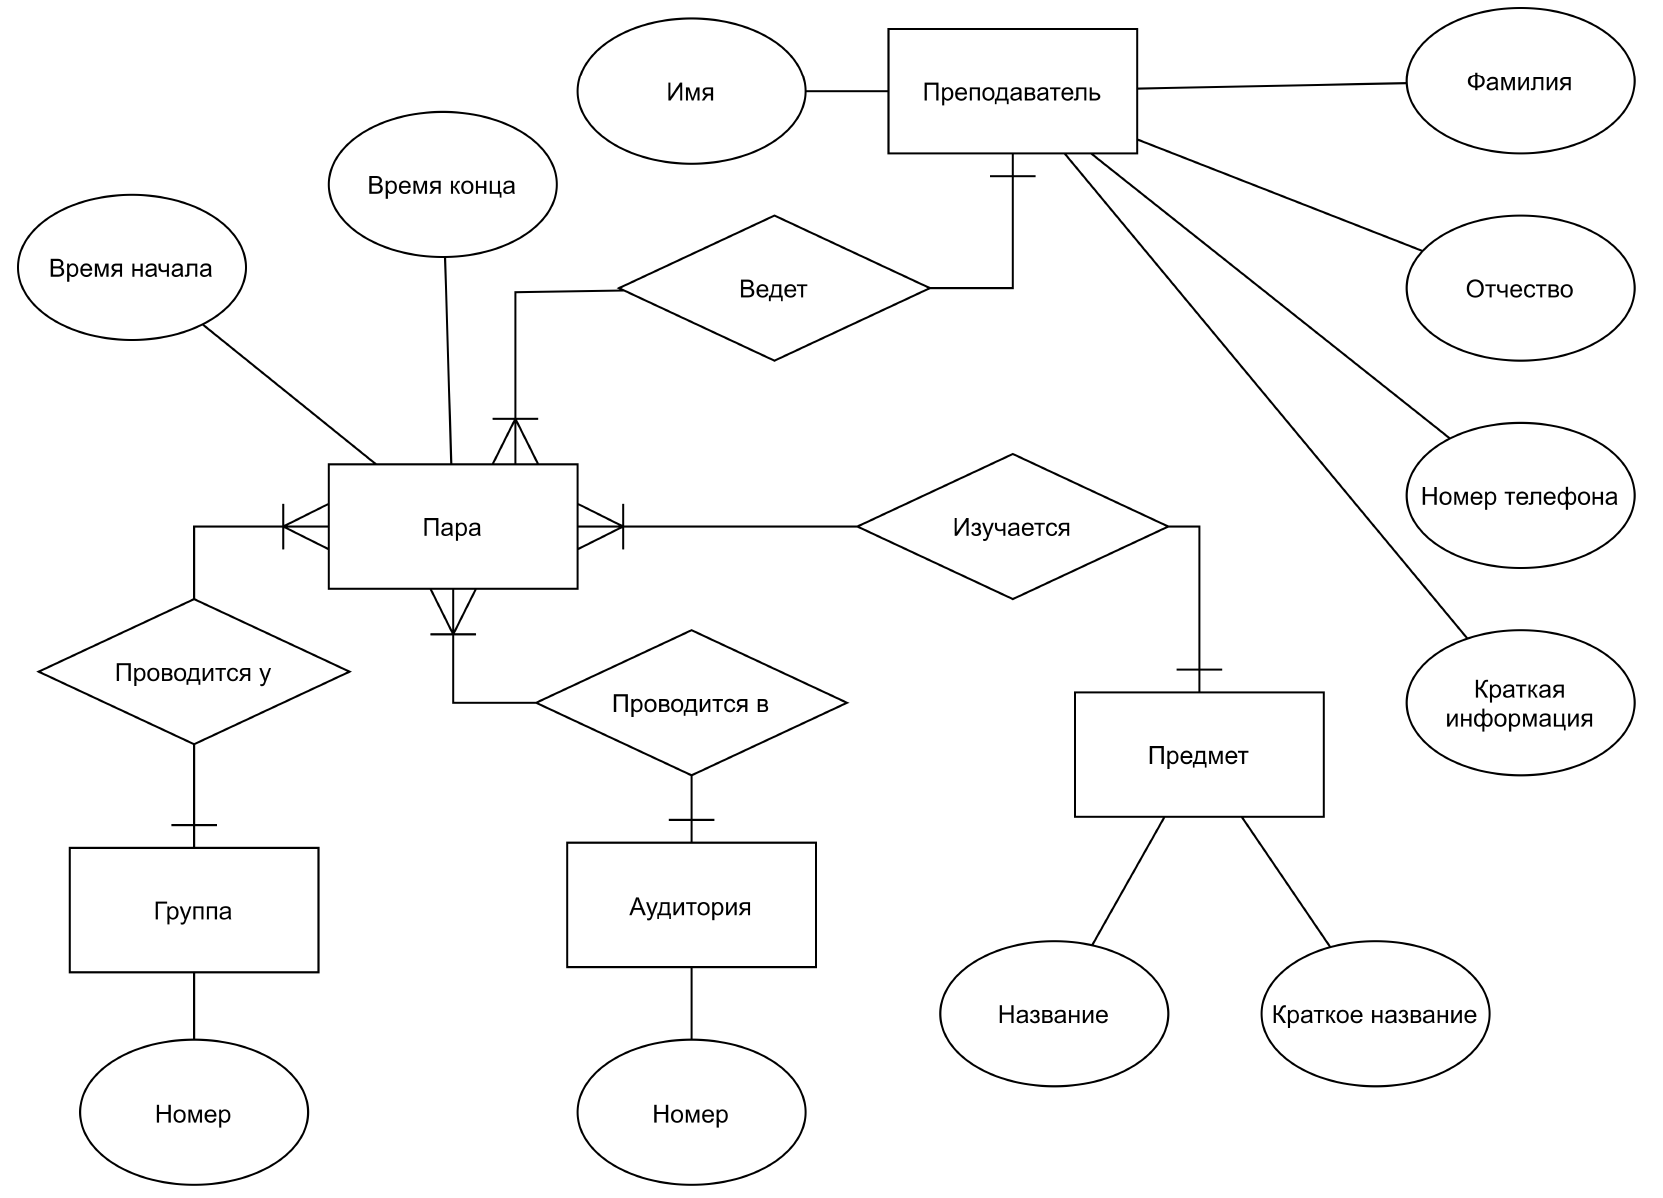 Имя
Преподаватель
Фамилия
Время конца
Время начала
Ведет
Отчество
Номер телефона
Пара
Изучается
Проводится у
Проводится в
Краткая
информация
Предмет
Группа
Аудитория
Название
Краткое название
Номер
Номер